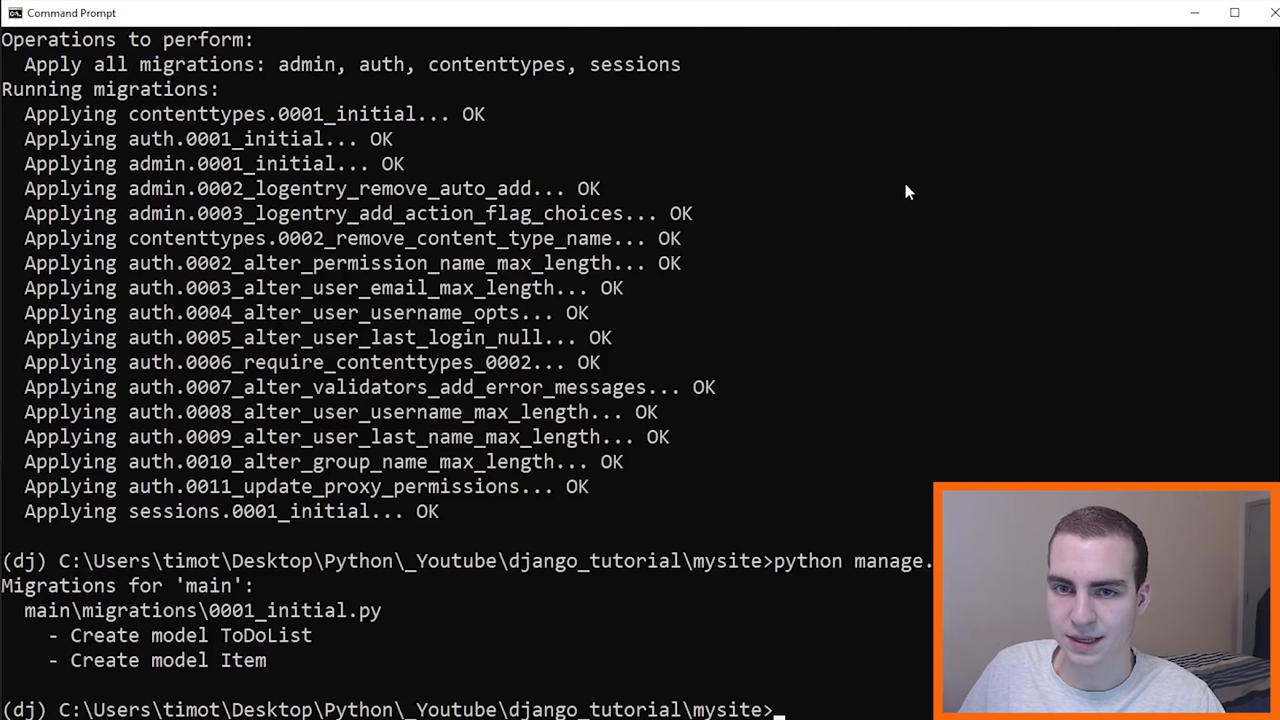 Command Prompt
Operations to perform:
Apply all migrations: admin, auth, contenttypes, sessions
Running migrations:
Applying contenttypes.0001_initial... OK
Applying auth.0001_initial... OK
Applying admin.0001_initial... OK
Applying admin.0002_logentry_remove_auto_add... OK
Applying admin.0003_logentry_add_action_flag_choices... OK
Applying contenttypes.0002_remove_content_type_name... OK
Applying auth.0002_alter_permission_name_max_length... OK
Applying auth.0003_alter_user_email_max_length... OK
Applying auth.0004_alter_user_username_opts... OK
Applying auth.0005_alter_user_last_login_null... OK
Applying auth.0006_require_contenttypes_0002... OK
Applying auth.0007_alter_validators_add_error_messages... OK
Applying auth.0008_alter_user_username_max_length... OK
Applying auth.0009_alter_user_last_name_max_length... OK
Applying auth.0010_alter_group_name_max_length... OK
Applying auth.0011_update_proxy_permissions... OK
Applying sessions.0001_initial... OK
(dj) C:\Users\timot\Desktop\Python\_Youtube\django_tutorial\mysite>python manage.
Migrations for 'main':
main\migrations\0001_initial.py
- Create model ToDoList
- Create model Item
(dj) C:\Users\timot\Desktop\Python\_Youtube\django_tutorial\mysite>